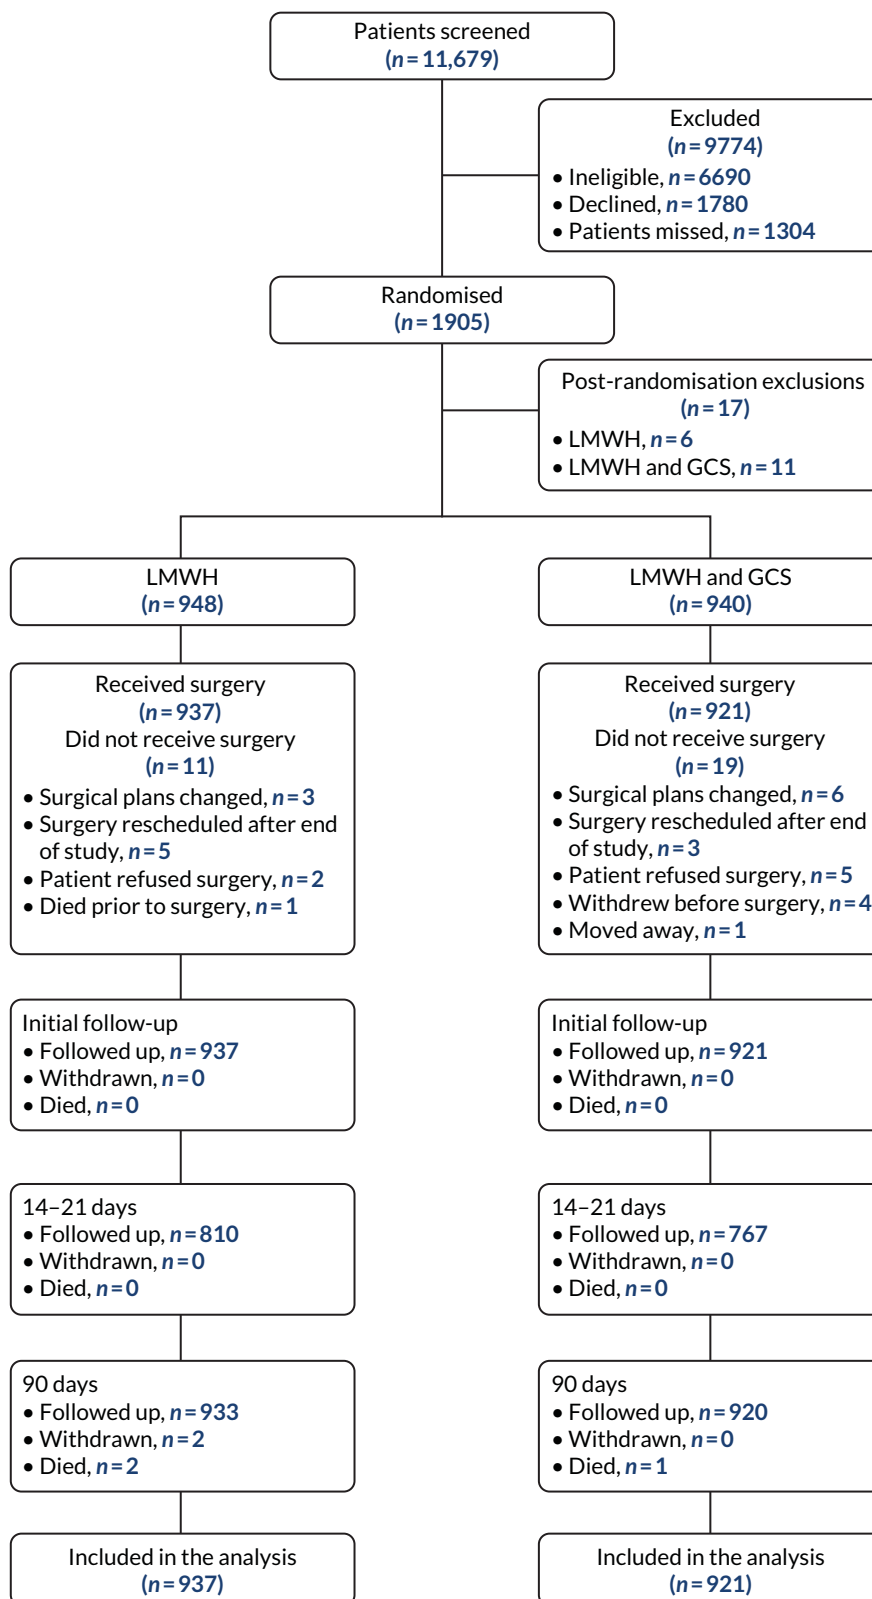 Patients screened
(n = 11,679)
Excluded
(n = 9774)
• Ineligible, n = 6690
• Declined, n = 1780
• Patients missed, n = 1304
Randomised
(n = 1905)
Post-randomisation exclusions
(n = 17)
• LMWH, n = 6
• LMWH and GCS, n = 11
LMWH
(n = 948)
LMWH and GCS
(n = 940)
Received surgery
(n = 937)
Did not receive surgery
(n = 11)
• Surgical plans changed, n = 3
• Surgery rescheduled after end
of study, n = 5
• Patient refused surgery, n = 2
• Died prior to surgery, n = 1
Received surgery
(n = 921)
Did not receive surgery
(n = 19)
• Surgical plans changed, n = 6
• Surgery rescheduled after end
of study, n = 3
• Patient refused surgery, n = 5
• Withdrew before surgery, n = 4
• Moved away, n = 1
Initial follow-up
• Followed up, n = 937
• Withdrawn, n = 0
• Died, n = 0
Initial follow-up
• Followed up, n = 921
• Withdrawn, n = 0
• Died, n = 0
14–21 days
• Followed up, n = 810
• Withdrawn, n = 0
• Died, n = 0
14–21 days
• Followed up, n = 767
• Withdrawn, n = 0
• Died, n = 0
90 days
• Followed up, n = 933
• Withdrawn, n = 2
• Died, n = 2
90 days
• Followed up, n = 920
• Withdrawn, n = 0
• Died, n = 1
Included in the analysis
(n = 937)
Included in the analysis
(n = 921)